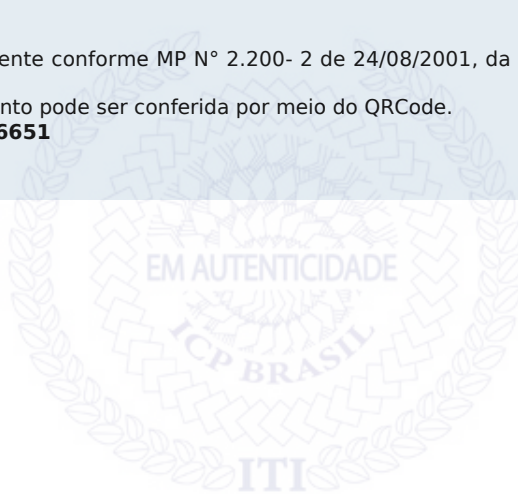 ente conforme MP N° 2.200- 2 de 24/08/2001, da
nto pode ser conferida por meio do QRCode.
6651
EM AUTENTICIDADE
ICP BRASIL
ITI